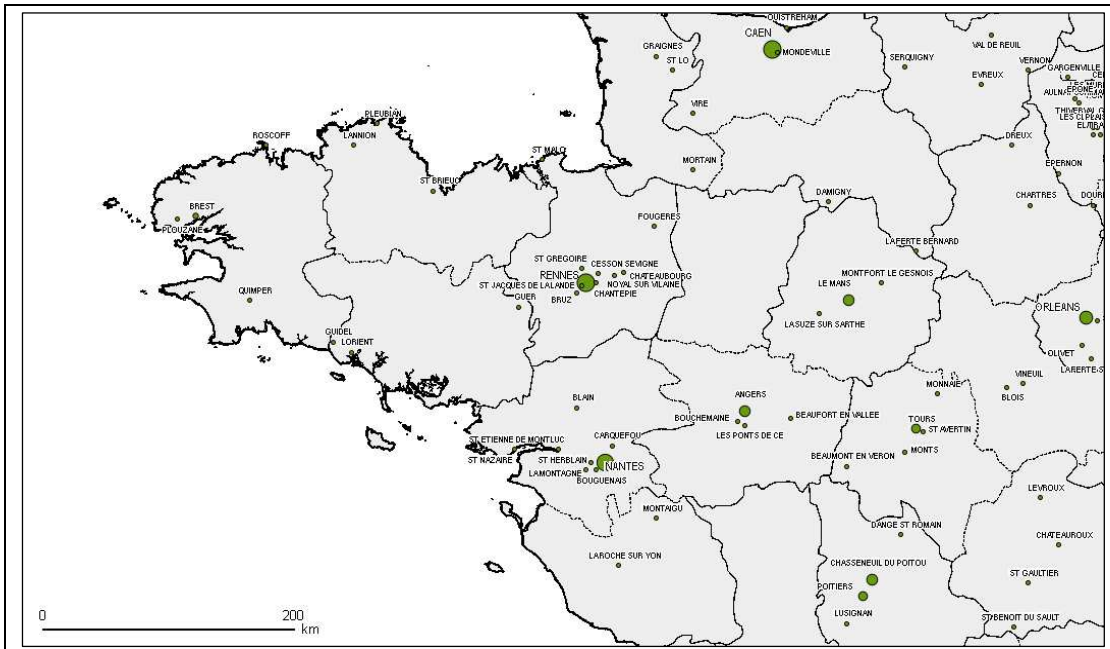 OUISTREHAM
CAEN
MONDEVILLE
GRAIGNES
ST LO
VIRE
MORTAIN
SERQUIGNY
VAL DE REUIL
EVREUX
VERNON
GARGENVILLE
EPONE
DREUX
EPERNON
CHARTRES
PLEUBIAN
ROSCOFF
LANNION
ST MALO
ST BRIEUC
BREST
PLOUZANE
FOUGERES
DAMIGNY
LAFERTE BERNARD
ST GREGOIRE
CESSON SEVIGNE
RENNES
CHATEAUBOURG
ST JACQUES DE LALANDE
NOYAL SUR VILAINE
CHANTEPIE
BRUZ
GUER
QUIMPER
GUIDEL
LORIENT
MONTFORT LE GESNOIS
LE MANS
LASUZE SUR SARTHE
ORLEANS
OLIVET
VINEUIL
BLOIS
MONNAIE
BLAIN
ANGERS
BOUCHEMAINE
BEAUFORT EN VALLEE
LES PONTS DE CE
TOURS
ST AVERTIN
MONTS
BEAUMONT EN VERON
ST ETIENNE DE MONTLUC
CARQUEFOU
ST NAZAIRE
ST HERBLAIN
NANTES
LAMONTAGNE
BOUGUENAIS
MONTAIGU
LAROCHE SUR YON
LEVROUX
DANGE ST ROMAIN
CHATEAUROUX
CHASSENEUIL DU POITOU
POITIERS
ST GAULTIER
LUSIGNAN
ST BENOIT DU SAULT
0
200
km